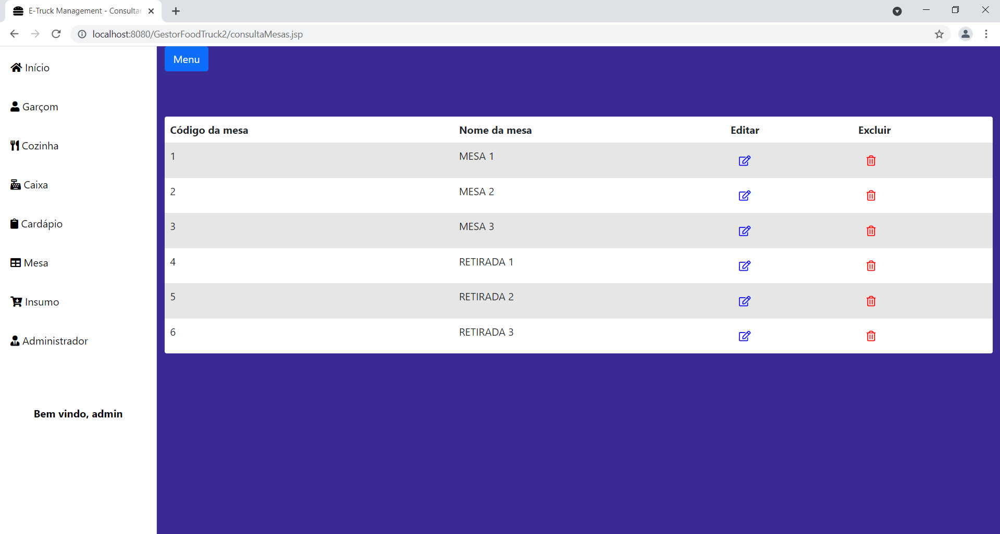 E-Truck Management - Consultar
localhost:8080/GestorFoodTruck2/consultaMesas.jsp
Início
Garçom
Cozinha
Caixa
Cardápio
Mesa
Insumo
Administrador
Bem vindo, admin
Menu
Código da mesa Nome da mesa Editar Excluir
1 MESA 1
2 MESA 2
3 MESA 3
4 RETIRADA 1
5 RETIRADA 2
6 RETIRADA 3